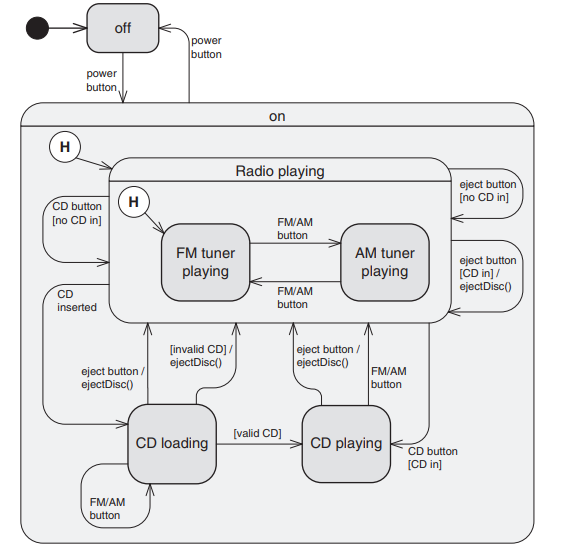 off
power
button
power
button
on
H
Radio playing
H
CD button
[no CD in]
eject button
[no CD in]
FM/AM
button
FM tuner
playing
AM tuner
playing
eject button
[CD in] /
ejectDisc()
FM/AM
button
CD
inserted
eject button /
ejectDisc()
[invalid CD] /
ejectDisc()
eject button /
ejectDisc()
FM/AM
button
CD loading
[valid CD]
CD playing
CD button
[CD in]
FM/AM
button